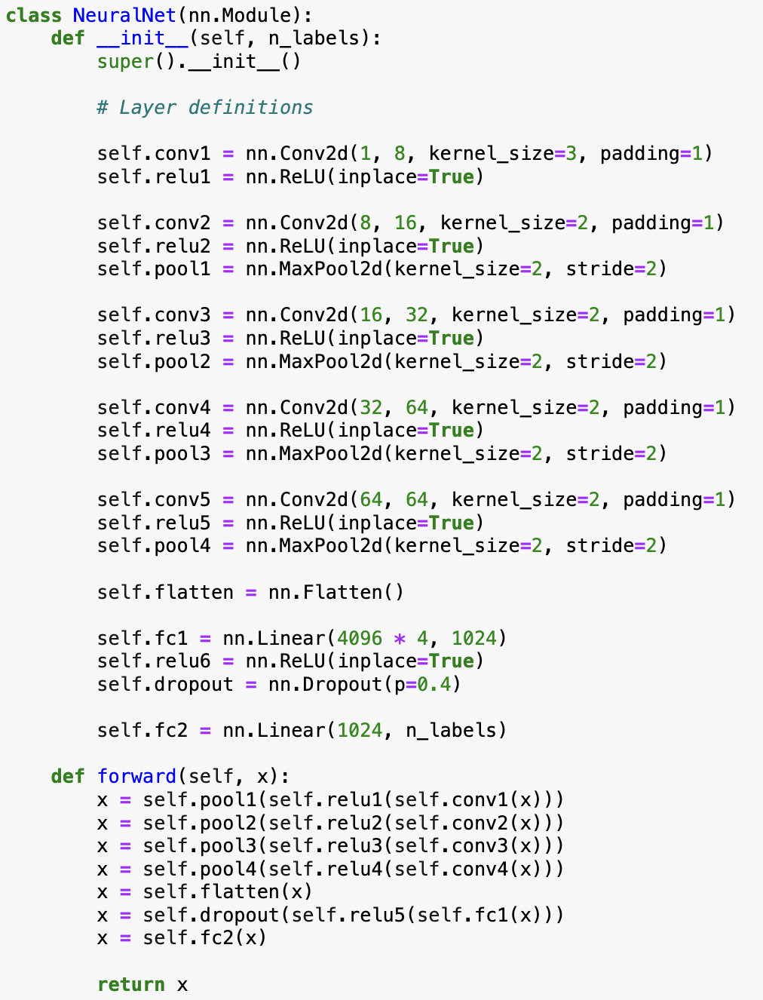 class NeuralNet(nn.Module):
    def __init__(self, n_labels):
        super().__init__()

        # Layer definitions

        self.conv1 = nn.Conv2d(1, 8, kernel_size=3, padding=1)
        self.relu1 = nn.ReLU(inplace=True)

        self.conv2 = nn.Conv2d(8, 16, kernel_size=2, padding=1)
        self.relu2 = nn.ReLU(inplace=True)
        self.pool1 = nn.MaxPool2d(kernel_size=2, stride=2)

        self.conv3 = nn.Conv2d(16, 32, kernel_size=2, padding=1)
        self.relu3 = nn.ReLU(inplace=True)
        self.pool2 = nn.MaxPool2d(kernel_size=2, stride=2)

        self.conv4 = nn.Conv2d(32, 64, kernel_size=2, padding=1)
        self.relu4 = nn.ReLU(inplace=True)
        self.pool3 = nn.MaxPool2d(kernel_size=2, stride=2)

        self.conv5 = nn.Conv2d(64, 64, kernel_size=2, padding=1)
        self.relu5 = nn.ReLU(inplace=True)
        self.pool4 = nn.MaxPool2d(kernel_size=2, stride=2)

        self.flatten = nn.Flatten()

        self.fc1 = nn.Linear(4096 * 4, 1024)
        self.relu6 = nn.ReLU(inplace=True)
        self.dropout = nn.Dropout(p=0.4)

        self.fc2 = nn.Linear(1024, n_labels)

    def forward(self, x):
        x = self.pool1(self.relu1(self.conv1(x)))
        x = self.pool2(self.relu2(self.conv2(x)))
        x = self.pool3(self.relu3(self.conv3(x)))
        x = self.pool4(self.relu4(self.conv4(x)))
        x = self.flatten(x)
        x = self.dropout(self.relu5(self.fc1(x)))
        x = self.fc2(x)

        return x